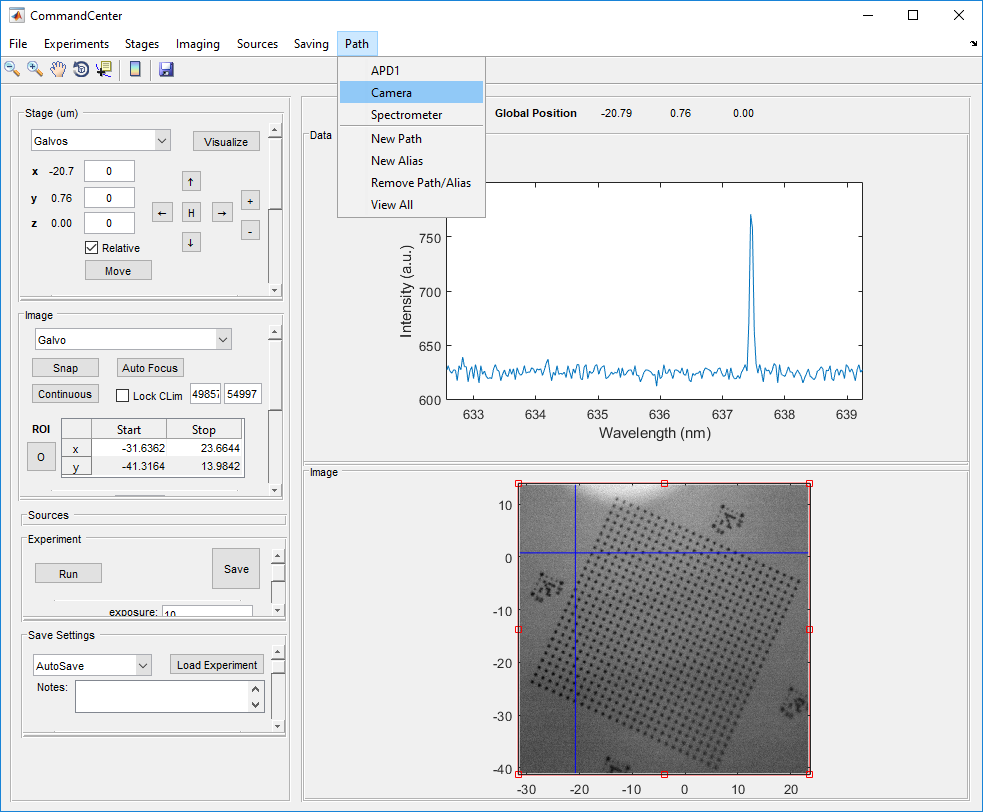 CommandCenter
File Experiments Stages Imaging Sources Saving Path
APD1
Camera
Spectrometer
New Path
New Alias
Remove Path/Alias
View All
Stage (um)
Galvos Visualize
x -20.7 0
y 0.76 0
z 0.00 0
↑
← H →
↓
+
-
Relative
Move
Image
Galvo
Snap Auto Focus
Continuous Lock CLim 49857 54997
ROI Start Stop
O
x -31.6362 23.6644
y -41.3164 13.9842
Sources
Experiment
Run Save
exposure: 10
Save Settings
AutoSave Load Experiment
Notes:
Global Position -20.79 0.76 0.00
Data
750
700
650
600
Intensity (a.u.)
633 634 635 636 637 638 639
Wavelength (nm)
Image
10
0
-10
-20
-30
-40
-30 -20 -10 0 10 20